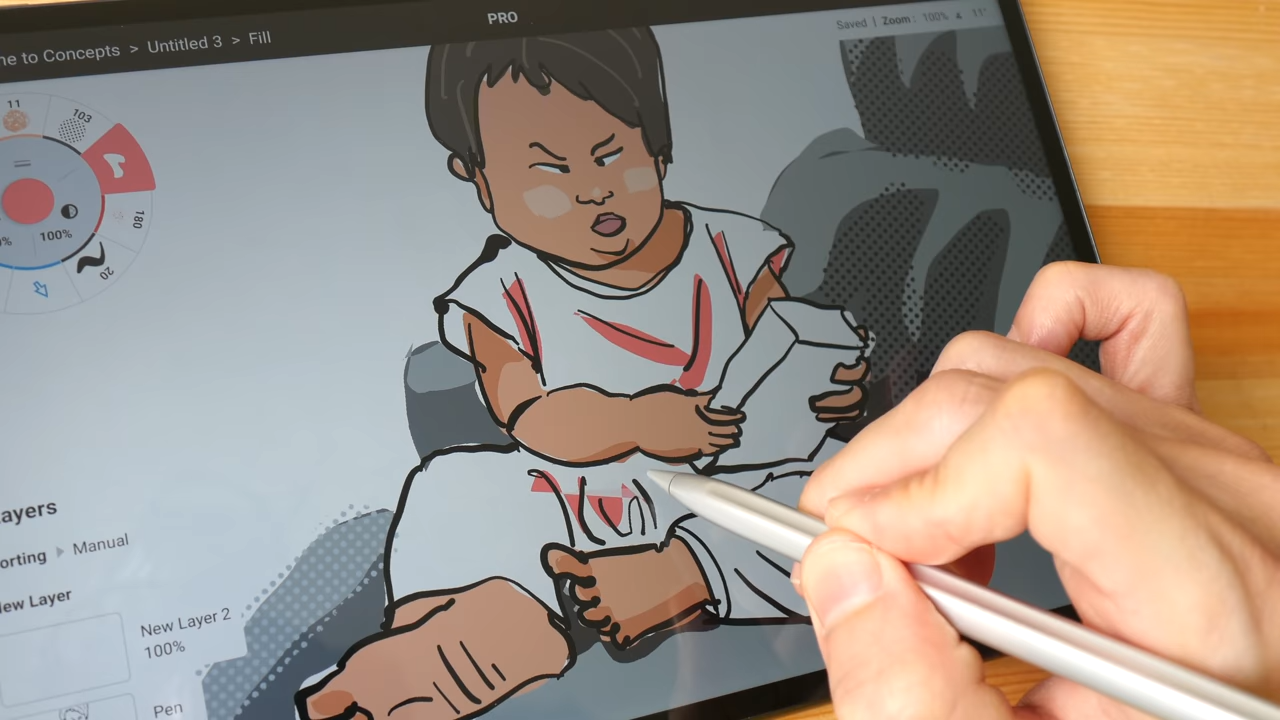 PRO
ne to Concepts > Untitled 3 > Fill
Saved | Zoom: 100% & 11°
11
103
180
20
100%
%
ayers
orting ▸ Manual
New Layer
New Layer 2
100%
Pen